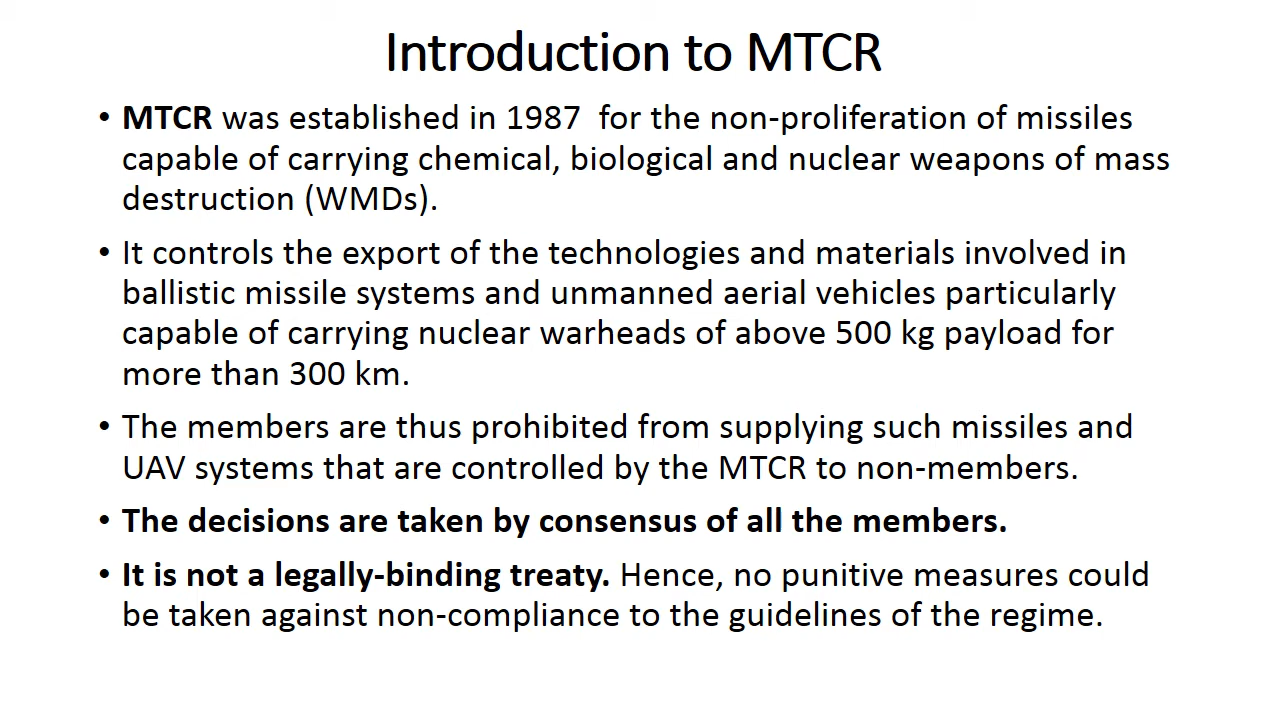 Introduction to MTCR
• MTCR was established in 1987  for the non-proliferation of missiles
capable of carrying chemical, biological and nuclear weapons of mass
destruction (WMDs).
• It controls the export of the technologies and materials involved in
ballistic missile systems and unmanned aerial vehicles particularly
capable of carrying nuclear warheads of above 500 kg payload for
more than 300 km.
• The members are thus prohibited from supplying such missiles and
UAV systems that are controlled by the MTCR to non-members.
• The decisions are taken by consensus of all the members.
• It is not a legally-binding treaty. Hence, no punitive measures could
be taken against non-compliance to the guidelines of the regime.